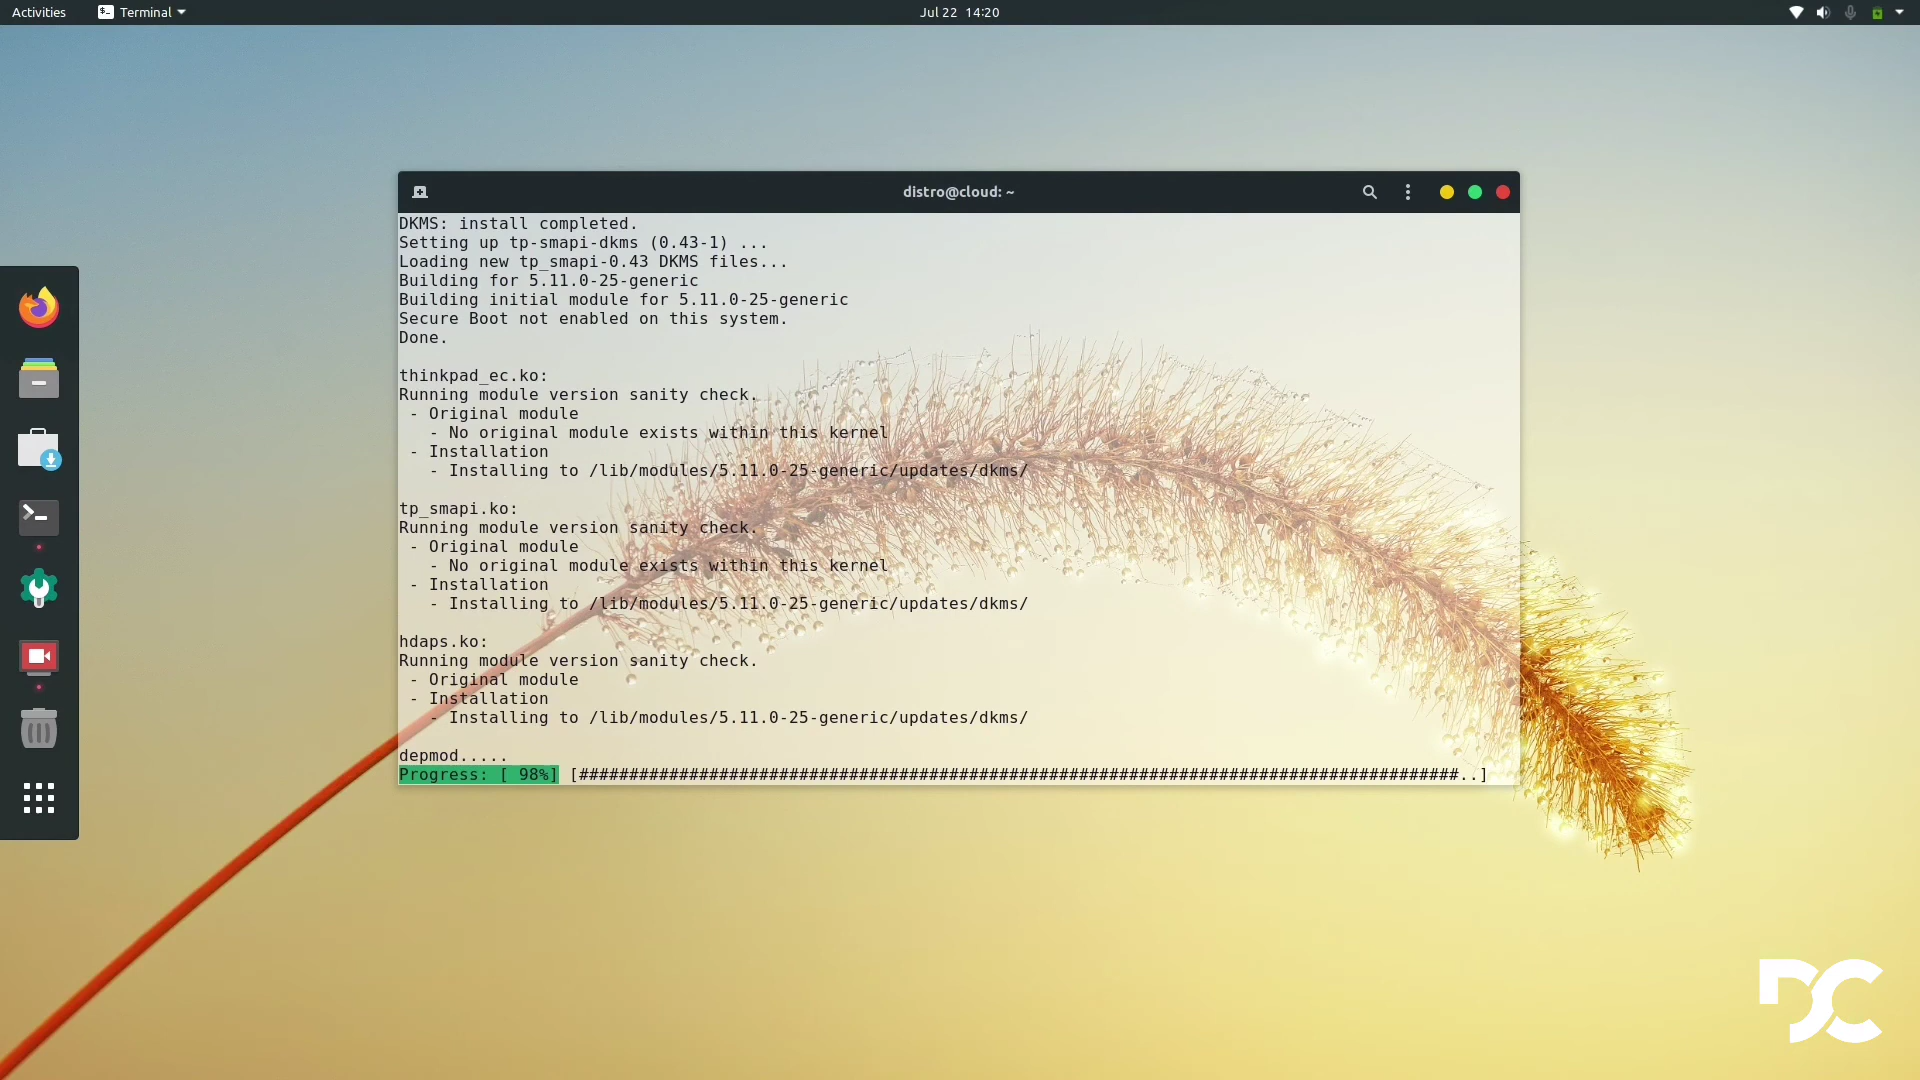 Activities
Terminal
Jul 22 14:20
distro@cloud: ~
DKMS: install completed.
Setting up tp-smapi-dkms (0.43-1) ...
Loading new tp_smapi-0.43 DKMS files...
Building for 5.11.0-25-generic
Building initial module for 5.11.0-25-generic
Secure Boot not enabled on this system.
Done.
thinkpad_ec.ko:
Running module version sanity check.
- Original module
- No original module exists within this kernel
- Installation
- Installing to /lib/modules/5.11.0-25-generic/updates/dkms/
tp_smapi.ko:
Running module version sanity check.
- Original module
- No original module exists within this kernel
- Installation
- Installing to /lib/modules/5.11.0-25-generic/updates/dkms/
hdaps.ko:
Running module version sanity check.
- Original module
- Installation
- Installing to /lib/modules/5.11.0-25-generic/updates/dkms/
depmod.....
Progress: [ 98%] [########################################################################################..]
DC